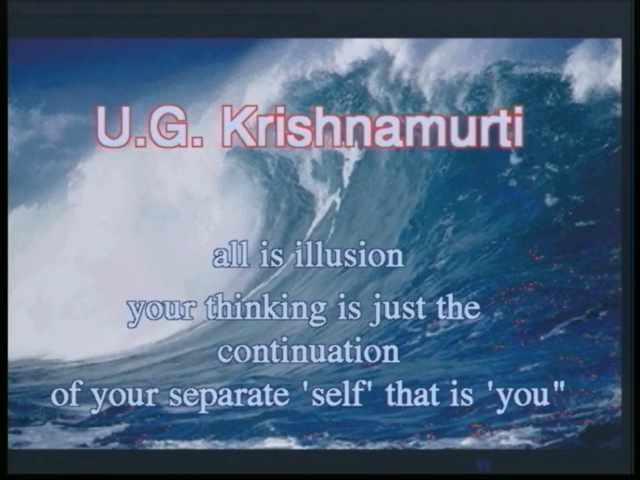 U.G. Krishnamurti
all is illusion
your thinking is just the
continuation
of your separate 'self' that is 'you"